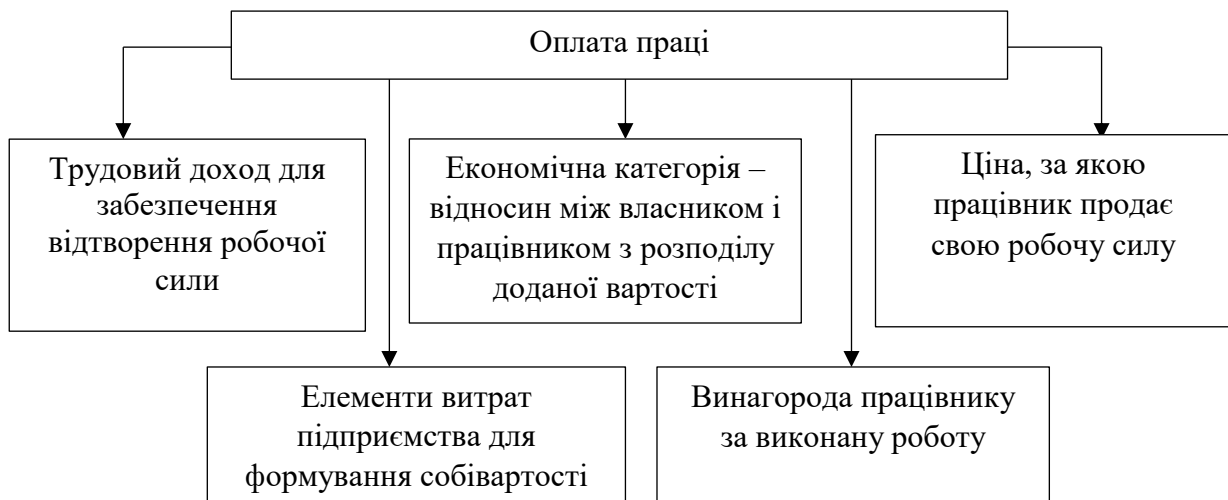 Оплата праці
Трудовий доход для
забезпечення
відтворення робочої
сили
Економічна категорія –
відносин між власником і
працівником з розподілу
доданої вартості
Ціна, за якою
працівник продає
свою робочу силу
Елементи витрат
підприємства для
формування собівартості
Винагорода працівнику
за виконану роботу